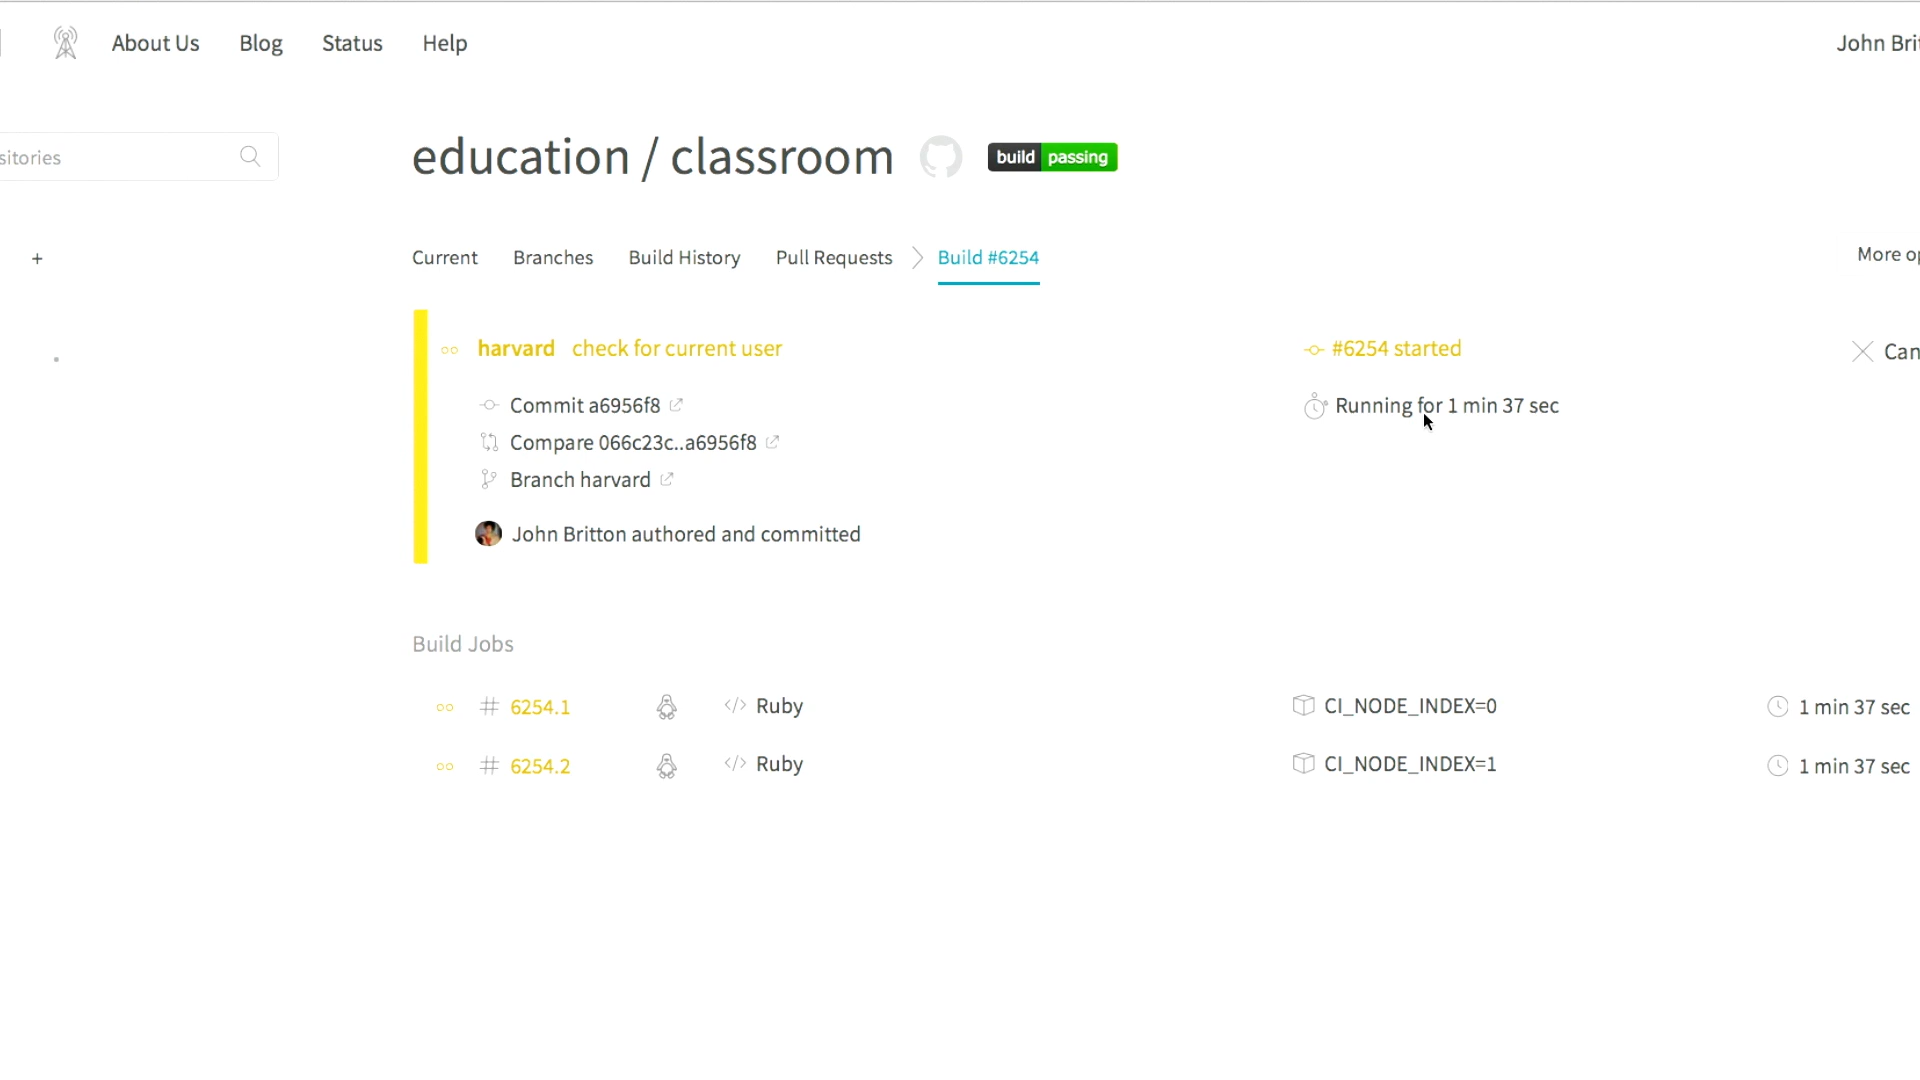 About Us Blog Status Help John Brit
sitories
education / classroom build passing
+
Current Branches Build History Pull Requests Build #6254 More op
harvard check for current user #6254 started Can
Commit a6956f8 Running for 1 min 37 sec
Compare 066c23c..a6956f8
Branch harvard
John Britton authored and committed
Build Jobs
# 6254.1 </> Ruby CI_NODE_INDEX=0 1 min 37 sec
# 6254.2 </> Ruby CI_NODE_INDEX=1 1 min 37 sec